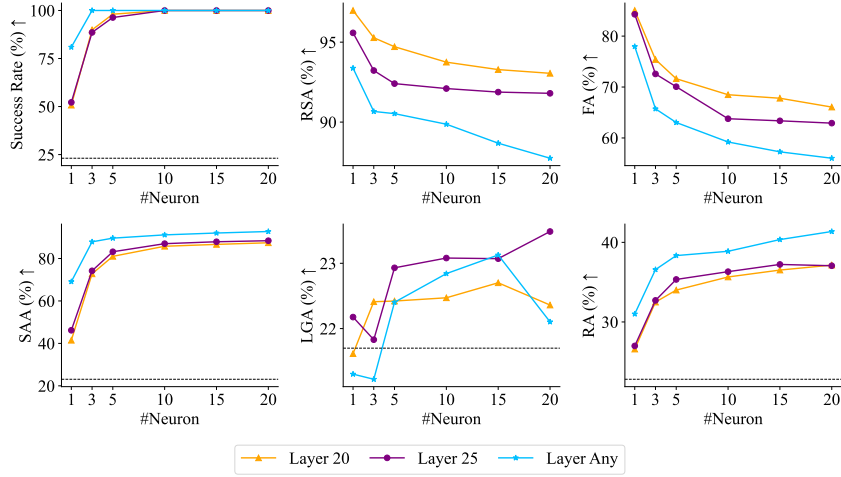 Success Rate (%) ↑
100
75
50
25
1 3 5 10 15 20
#Neuron
RSA (%) ↑
95
90
1 3 5 10 15 20
#Neuron
FA (%) ↑
80
70
60
1 3 5 10 15 20
#Neuron
SAA (%) ↑
80
60
40
20
1 3 5 10 15 20
#Neuron
LGA (%) ↑
23
22
1 3 5 10 15 20
#Neuron
RA (%) ↑
40
30
1 3 5 10 15 20
#Neuron
Layer 20 Layer 25 Layer Any